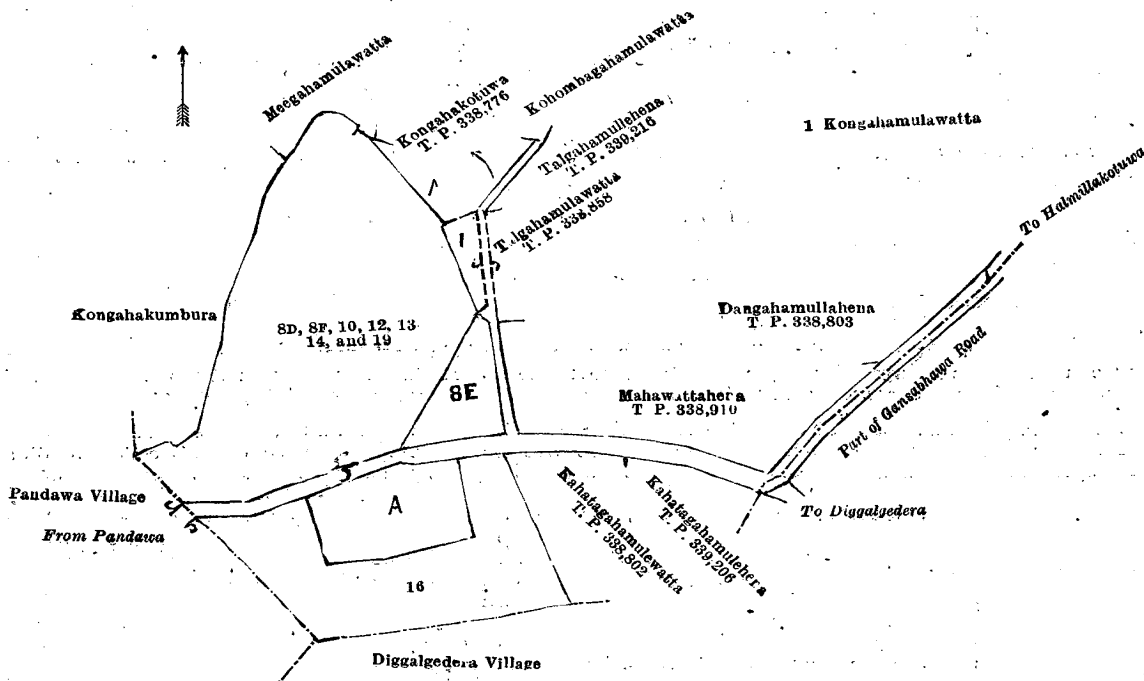 Meegahamulawatta
Kongahakotuwa
T. P. 338,776
Kohombagahamulawatta
Talgahamullehena
T. P. 339,216
1 Kongahamulawatta
Talgahamulawatta
T. P. 338,858
1
To Halmillakotuwa
Kongahakumbura
8D, 8F, 10, 12, 13
14, and 19
Dangahamullahena
T. P. 338,803
8E
Mahawattahera
T P. 338,910
Part of Gansabhawa Road
Pandawa Village
From Pandawa
A
Kahatagahamulewatta
T. P. 338,802
Kahatagahamulehera
T. P. 339,206
To Diggalgedera
16
Diggalgedera Village